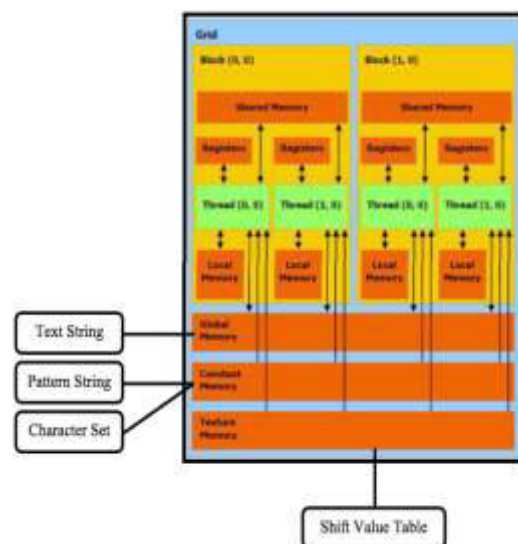 Grid
Block (0, 0)
Block (1, 0)
Shared Memory
Shared Memory
Registers
Registers
Registers
Registers
Thread (0, 0)
Thread (1, 0)
Thread (0, 0)
Thread (1, 0)
Local
Memory
Local
Memory
Local
Memory
Local
Memory
Text String
Global
Memory
Pattern String
Constant
Memory
Character Set
Texture
Memory
Shift Value Table